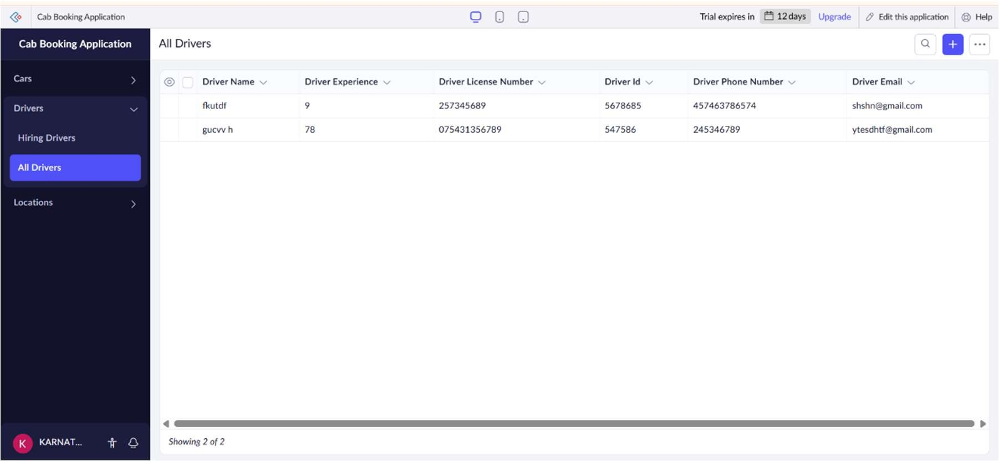 Cab Booking Application
Trial expires in 12 days Upgrade Edit this application Help
Cab Booking Application
Cars
Drivers
Hiring Drivers
All Drivers
Locations
K KARNAT...
All Drivers
Driver Name Driver Experience Driver License Number Driver Id Driver Phone Number Driver Email
fkutdf 9 257345689 5678685 457463786574 shshn@gmail.com
gucvv h 78 075431356789 547586 245346789 ytesdhtf@gmail.com
Showing 2 of 2